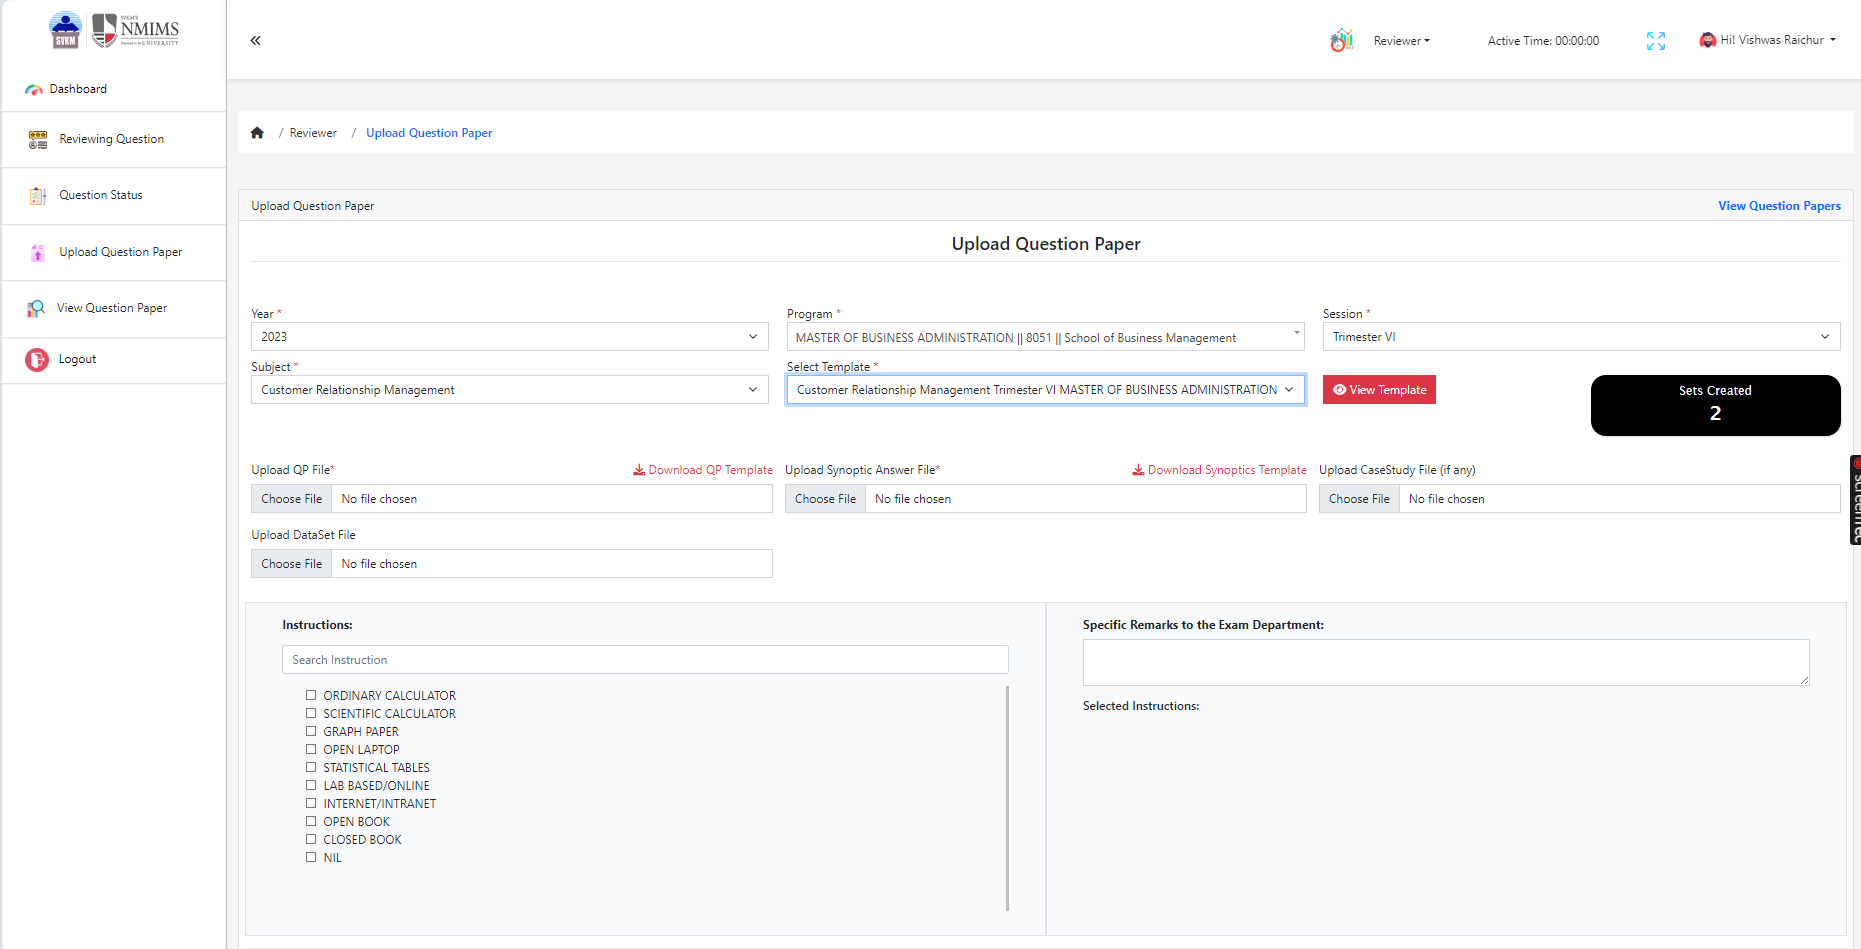 SVKM
SVKM'S
NMIMS
Deemed to be UNIVERSITY
Reviewer
Active Time: 00:00:00
Hi! Vishwas Raichur
Dashboard
Reviewing Question
Question Status
Upload Question Paper
View Question Paper
Logout
/ Reviewer / Upload Question Paper
Upload Question Paper
View Question Papers
Upload Question Paper
Year *
Program *
Session *
2023
MASTER OF BUSINESS ADMINISTRATION || 8051 || School of Business Management
Trimester VI
Subject *
Select Template *
Customer Relationship Management
Customer Relationship Management Trimester VI MASTER OF BUSINESS ADMINISTRATION
View Template
Sets Created
2
Upload QP File*
Download QP Template
Upload Synoptic Answer File*
Download Synoptics Template
Upload CaseStudy File (if any)
Choose File No file chosen
Choose File No file chosen
Choose File No file chosen
Upload DataSet File
Choose File No file chosen
Instructions:
Search Instruction
ORDINARY CALCULATOR
SCIENTIFIC CALCULATOR
GRAPH PAPER
OPEN LAPTOP
STATISTICAL TABLES
LAB BASED/ONLINE
INTERNET/INTRANET
OPEN BOOK
CLOSED BOOK
NIL
Specific Remarks to the Exam Department:
Selected Instructions:
screenrec